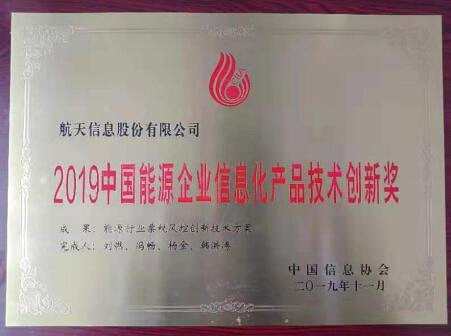 航天信息股份有限公司
2019中国能源企业信息化产品技术创新奖
成 果：能源行业票税风控创新技术方案
完成人：刘燃、冯畅、杨全、韩洪涛
中国信息协会
二〇一九年十一月